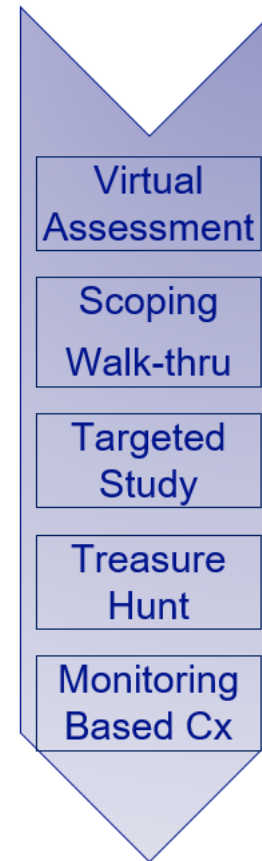 Virtual
Assessment
Scoping
Walk-thru
Targeted
Study
Treasure
Hunt
Monitoring
Based Cx